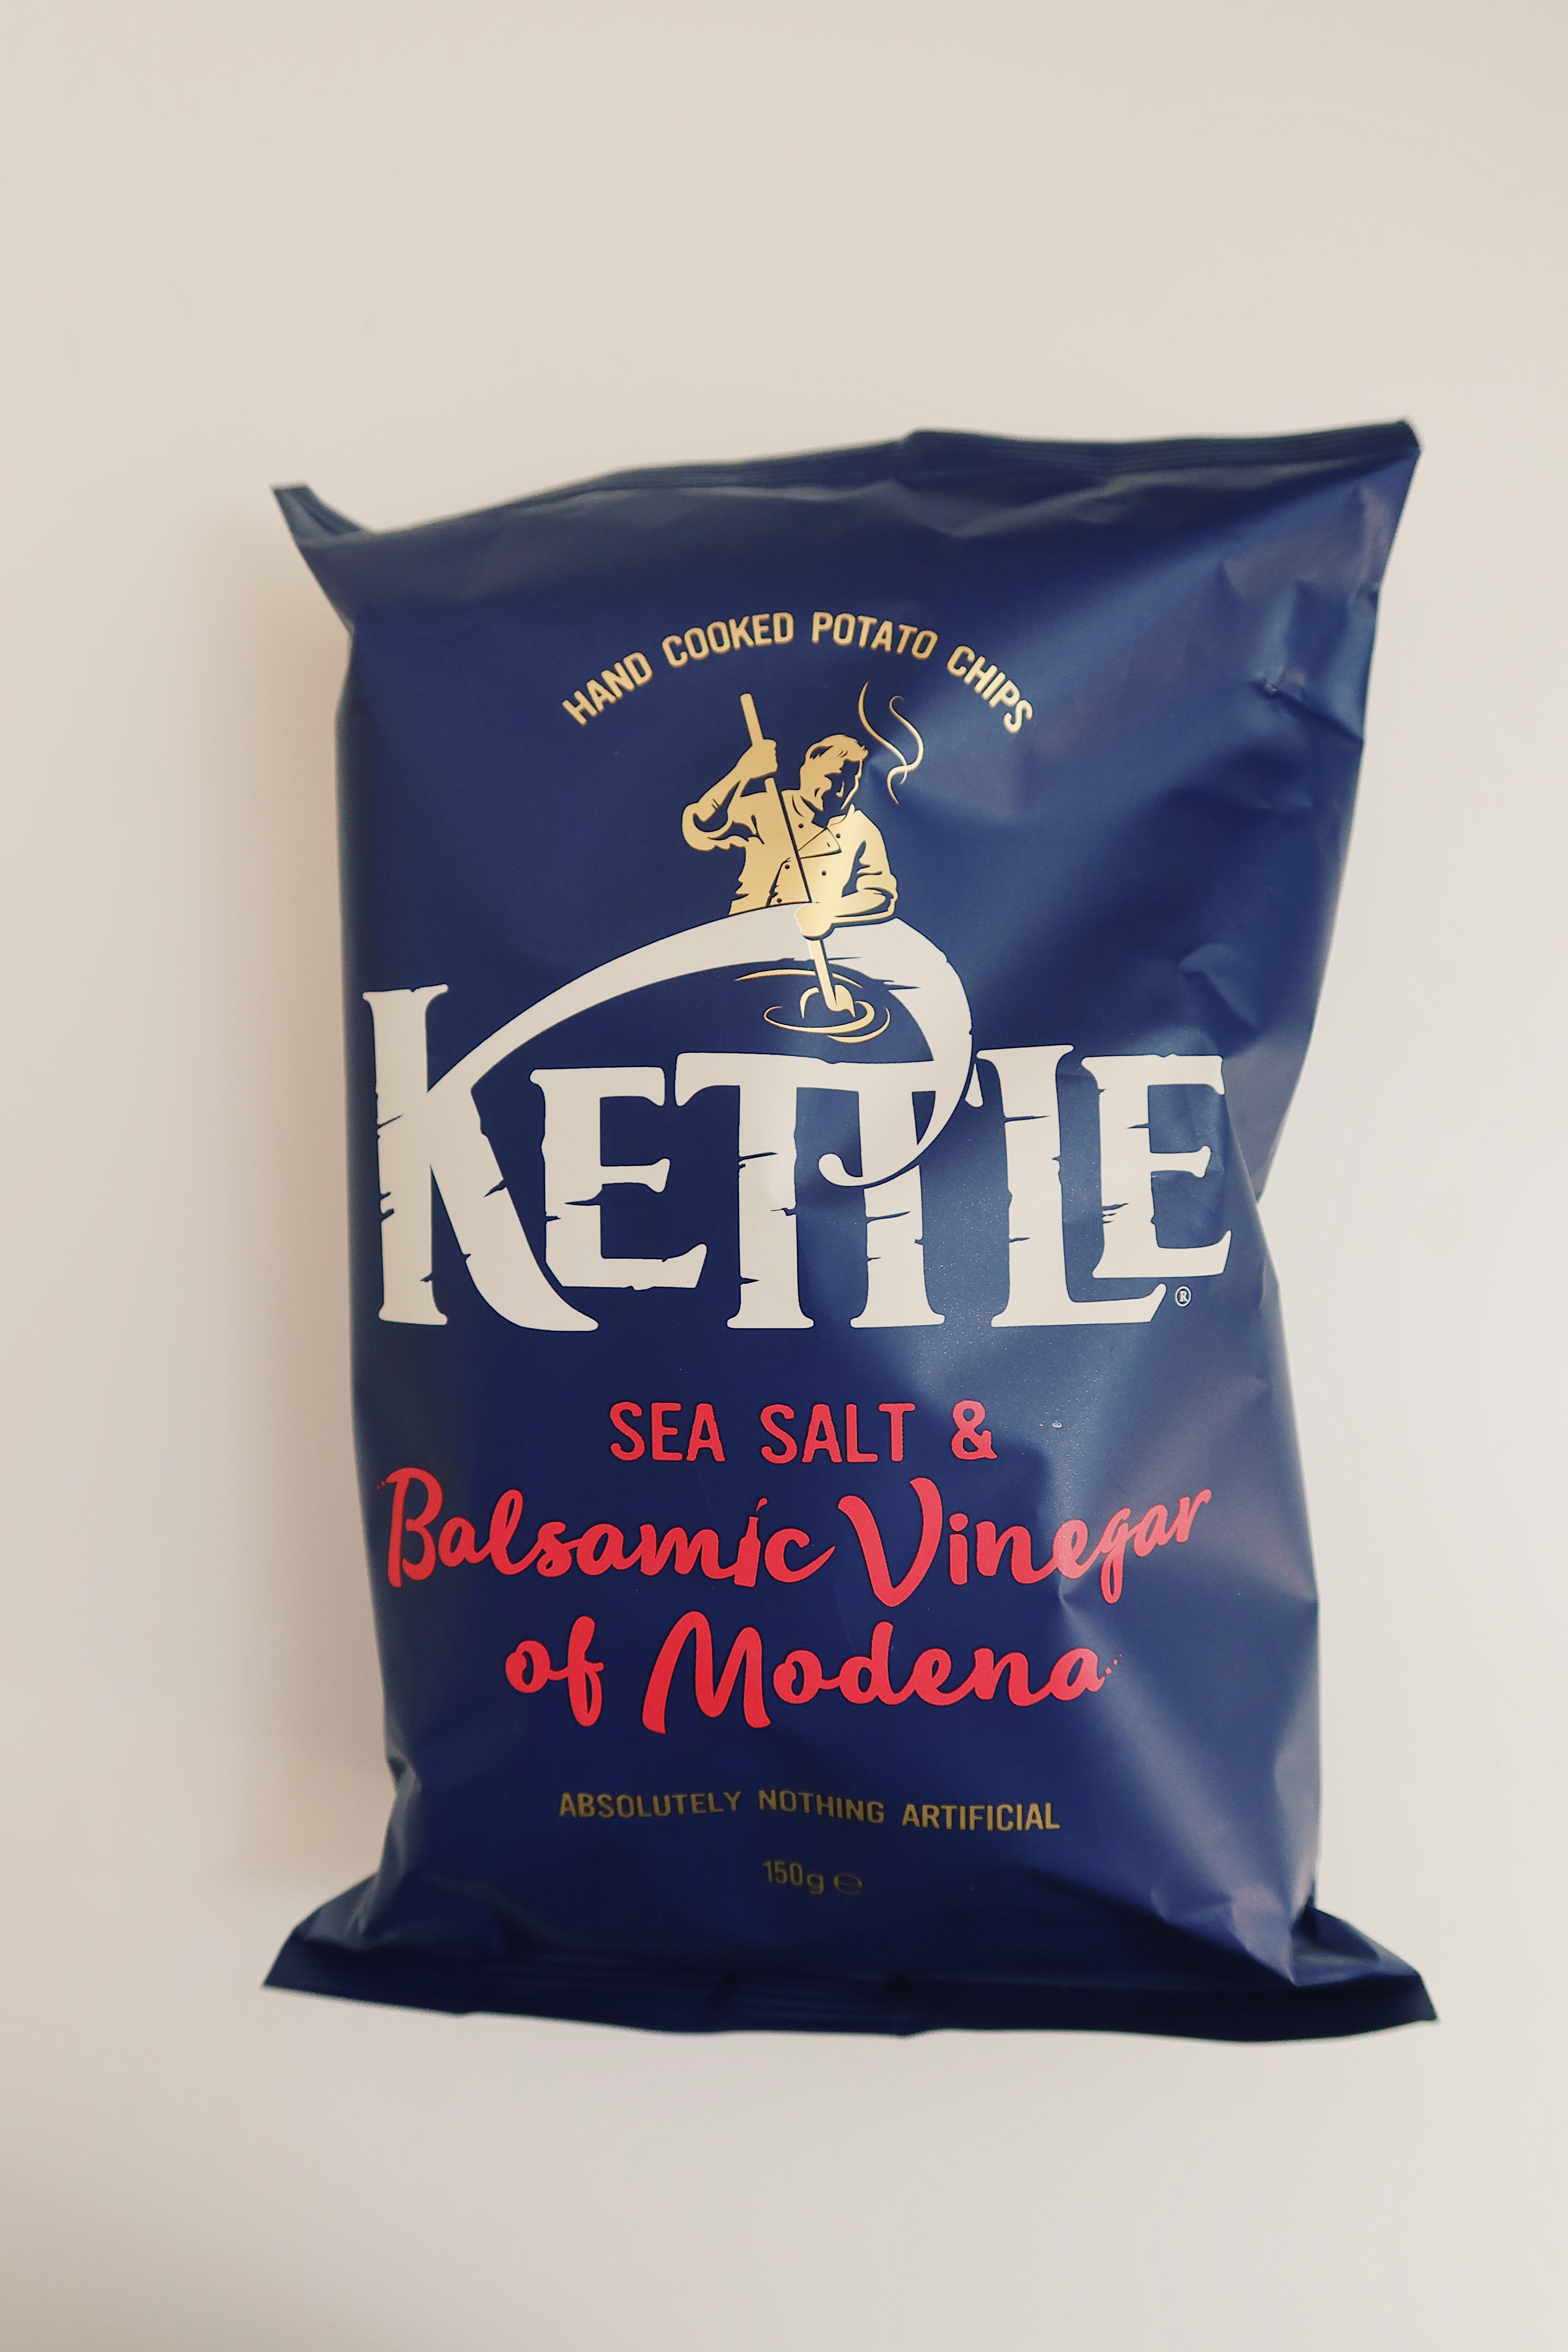 HAND COOKED POTATO CHIPS
KETTLE®
SEA SALT &
Balsamic Vinegar
of Modena
ABSOLUTELY NOTHING ARTIFICIAL
150g ℮